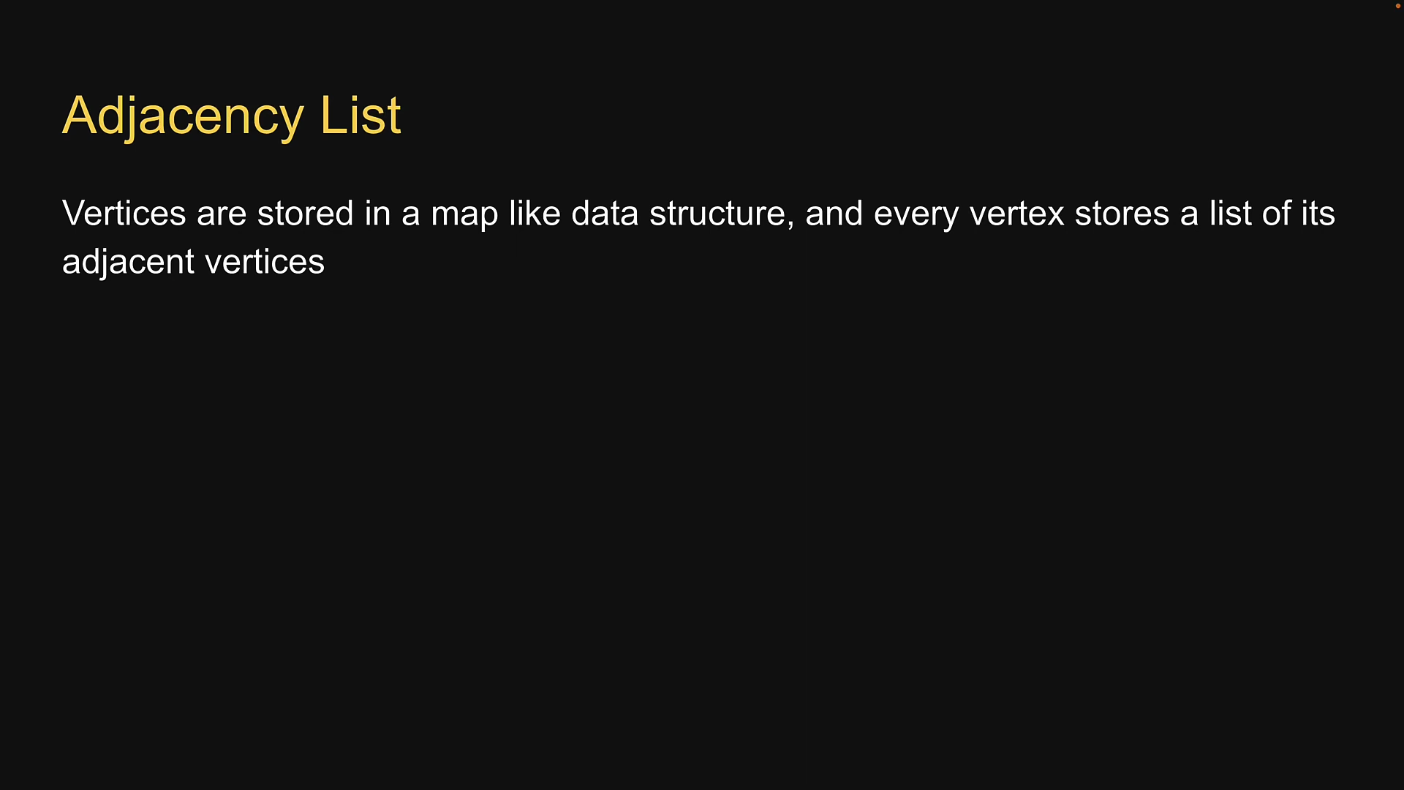 Adjacency List
Vertices are stored in a map like data structure, and every vertex stores a list of its
adjacent vertices